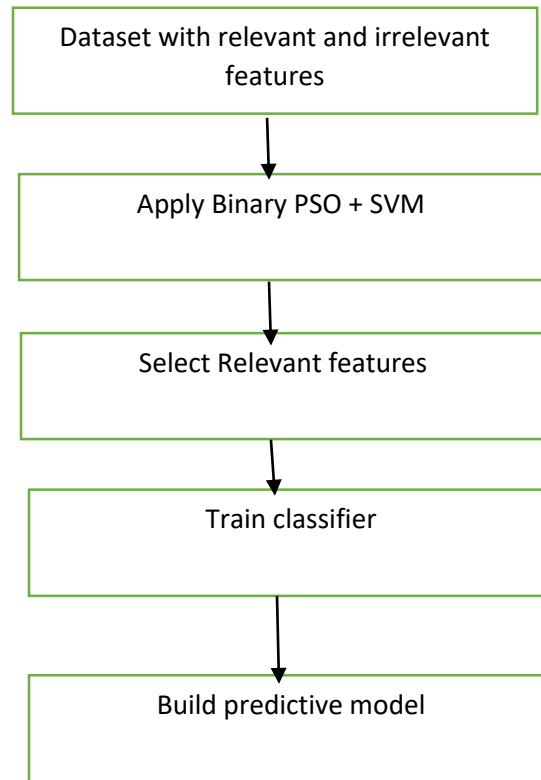 Dataset with relevant and irrelevant
features
Apply Binary PSO + SVM
Select Relevant features
Train classifier
Build predictive model